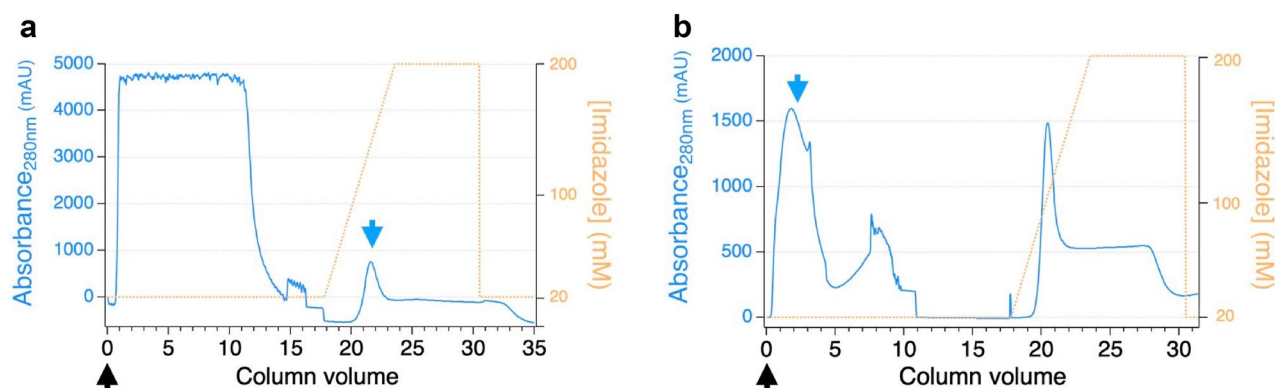 a
5000
4000
3000
2000
1000
0
Absorbance280nm (mAU)
200
100
20
[Imidazole] (mM)
0 5 10 15 20 25 30 35
Column volume
b
2000
1500
1000
500
0
Absorbance280nm (mAU)
200
100
20
[Imidazole] (mM)
0 5 10 15 20 25 30
Column volume